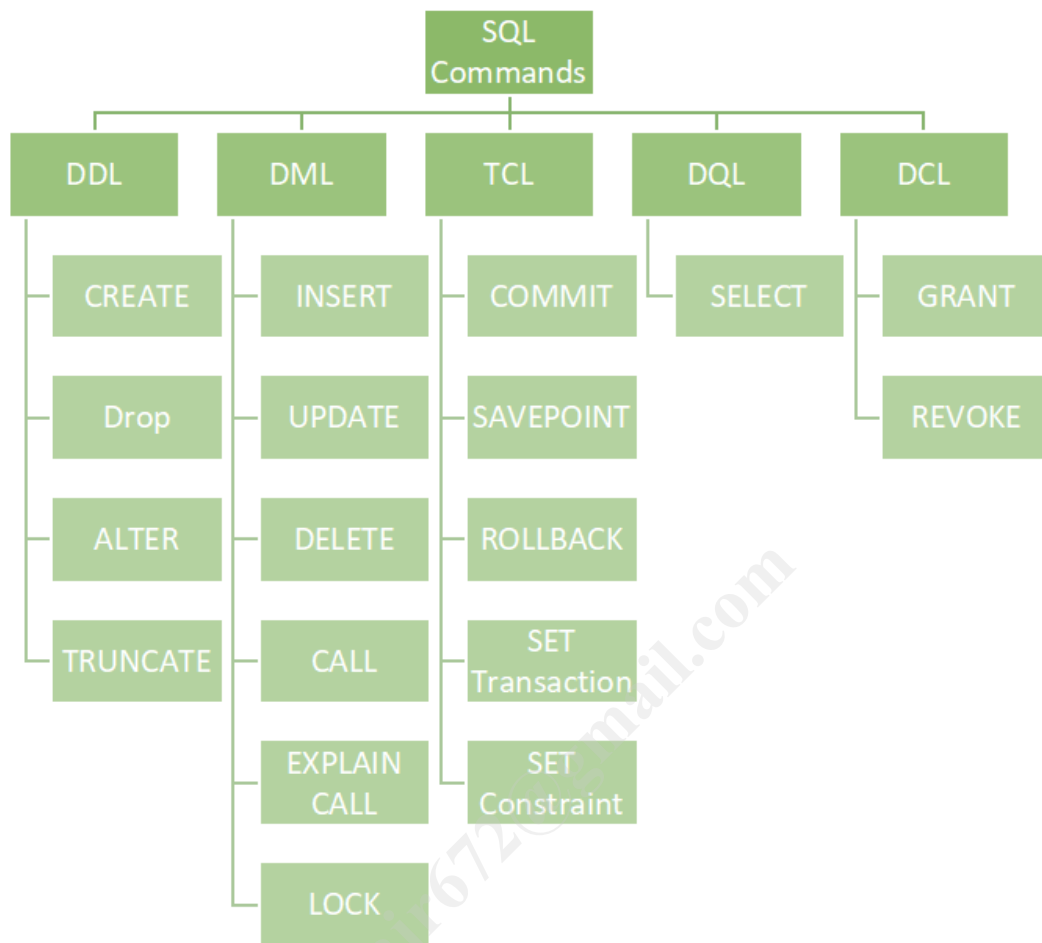 SQL
Commands
DDL
DML
TCL
DQL
DCL
CREATE
Drop
ALTER
TRUNCATE
INSERT
UPDATE
DELETE
CALL
EXPLAIN
CALL
LOCK
COMMIT
SAVEPOINT
ROLLBACK
SET
Transaction
SET
Constraint
SELECT
GRANT
REVOKE